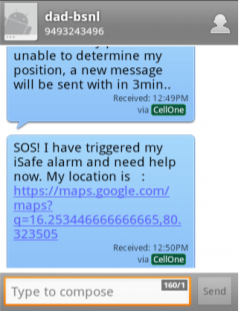 dad-bsnl
9493243496
unable to determine my
position, a new message
will be sent with in 3min..
Received: 12:49PM
via CellOne
SOS! I have triggered my
iSafe alarm and need help
now. My location is :
https://maps.google.com/
maps?
q=16.253446666666665,80.
323505
Received: 12:50PM
via CellOne
160/1
Type to compose
Send